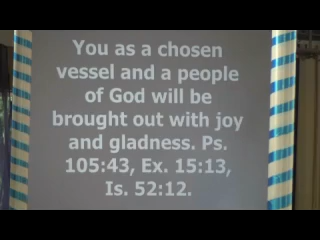 You as a chosen
vessel and a people
of God will be
brought out with joy
and gladness. Ps.
105:43, Ex. 15:13,
Is. 52:12.